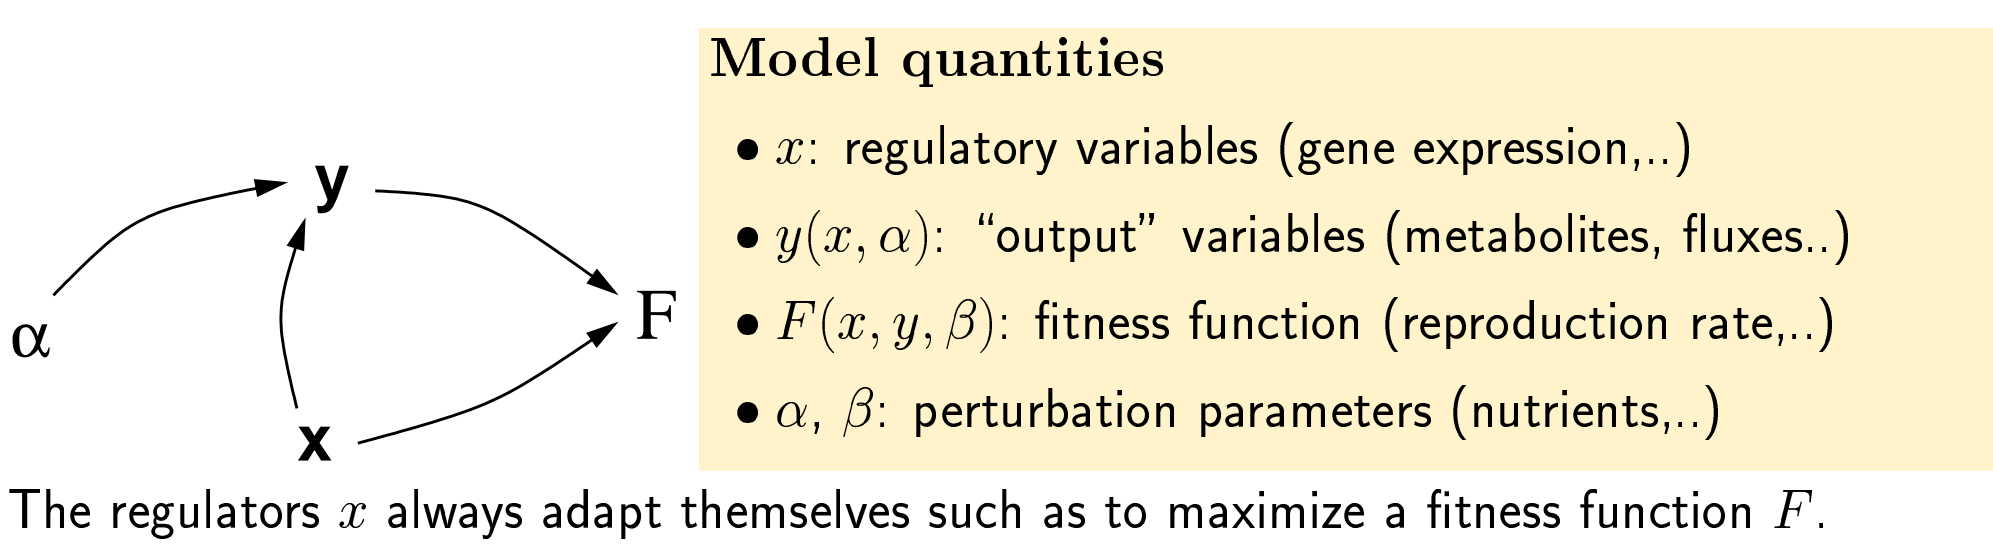 y
α
x
F
Model quantities
• x: regulatory variables (gene expression,..)
• y(x, α): “output” variables (metabolites, fluxes..)
• F(x, y, β): fitness function (reproduction rate,..)
• α, β: perturbation parameters (nutrients,..)
The regulators x always adapt themselves such as to maximize a fitness function F.